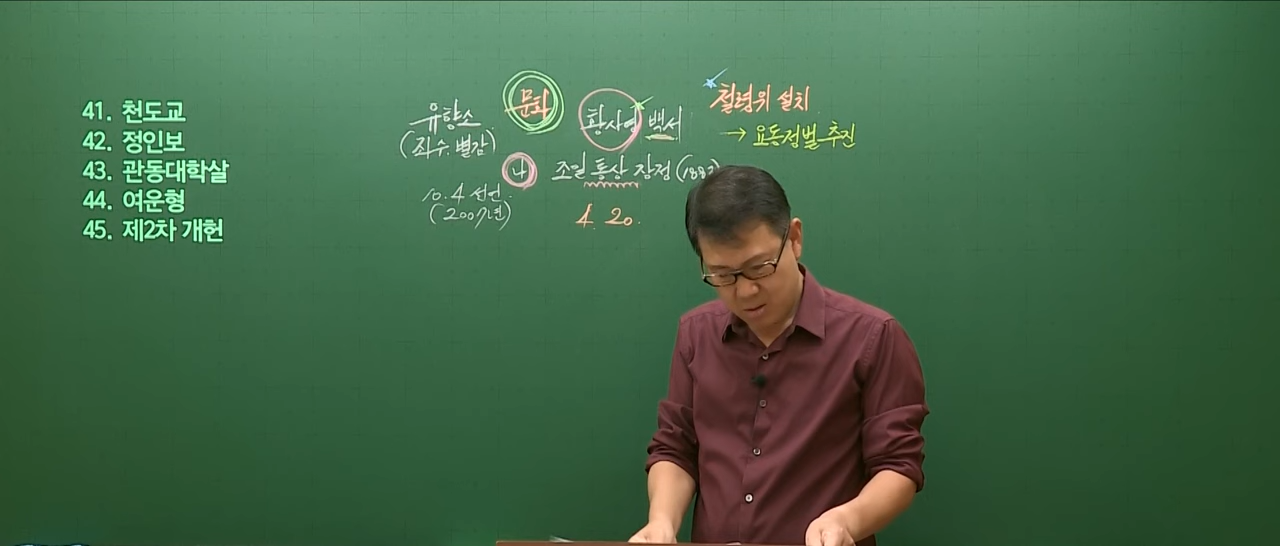 41. 천도교
42. 정인보
43. 관동대학살
44. 여운형
45. 제2차 개헌
유향소
(좌수, 별감)
10.4 선언.
(2007년)
문화
나
황사영 백서
조일 통상 장정 (188
4. 20.
철령위 설치
→ 요동정벌 추진